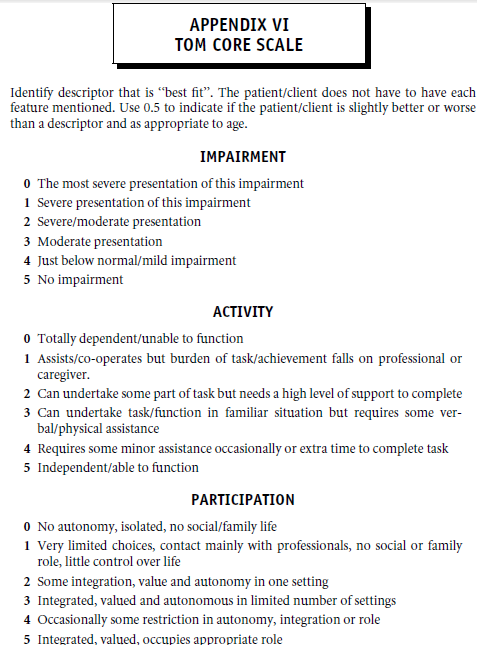 APPENDIX VI
TOM CORE SCALE
Identify descriptor that is “best fit”. The patient/client does not have to have each
feature mentioned. Use 0.5 to indicate if the patient/client is slightly better or worse
than a descriptor and as appropriate to age.
IMPAIRMENT
0 The most severe presentation of this impairment
1 Severe presentation of this impairment
2 Severe/moderate presentation
3 Moderate presentation
4 Just below normal/mild impairment
5 No impairment
ACTIVITY
0 Totally dependent/unable to function
1 Assists/co-operates but burden of task/achievement falls on professional or
caregiver.
2 Can undertake some part of task but needs a high level of support to complete
3 Can undertake task/function in familiar situation but requires some ver-
bal/physical assistance
4 Requires some minor assistance occasionally or extra time to complete task
5 Independent/able to function
PARTICIPATION
0 No autonomy, isolated, no social/family life
1 Very limited choices, contact mainly with professionals, no social or family
role, little control over life
2 Some integration, value and autonomy in one setting
3 Integrated, valued and autonomous in limited number of settings
4 Occasionally some restriction in autonomy, integration or role
5 Integrated, valued, occupies appropriate role